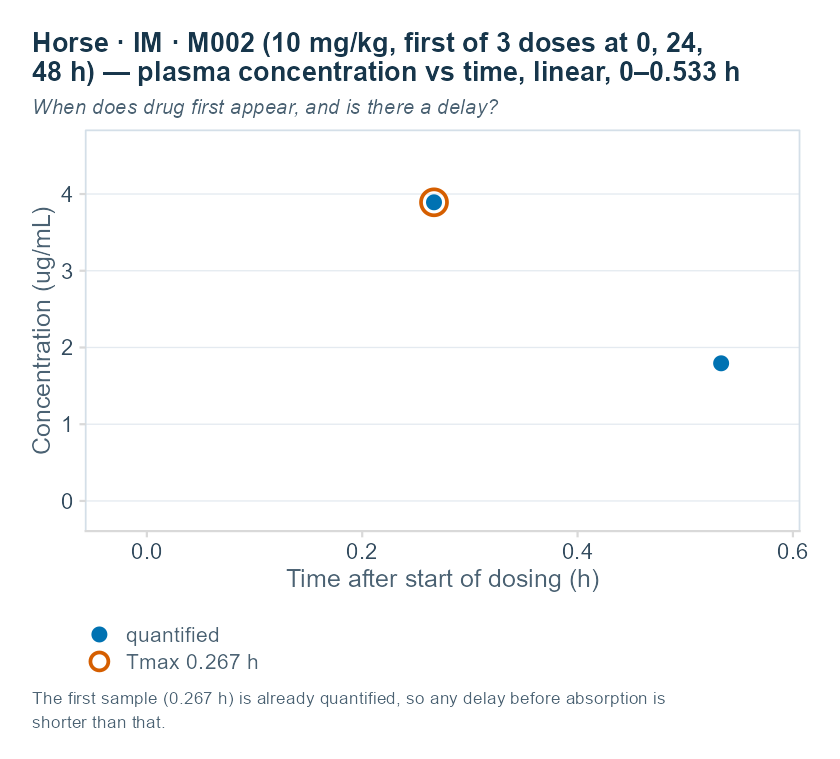 Horse · IM · M002 (10 mg/kg, first of 3 doses at 0, 24,
48 h) — plasma concentration vs time, linear, 0–0.533 h
When does drug first appear, and is there a delay?
Concentration (ug/mL)
4
3
2
1
0
0.0
0.2
0.4
0.6
Time after start of dosing (h)
quantified
Tmax 0.267 h
The first sample (0.267 h) is already quantified, so any delay before absorption is
shorter than that.